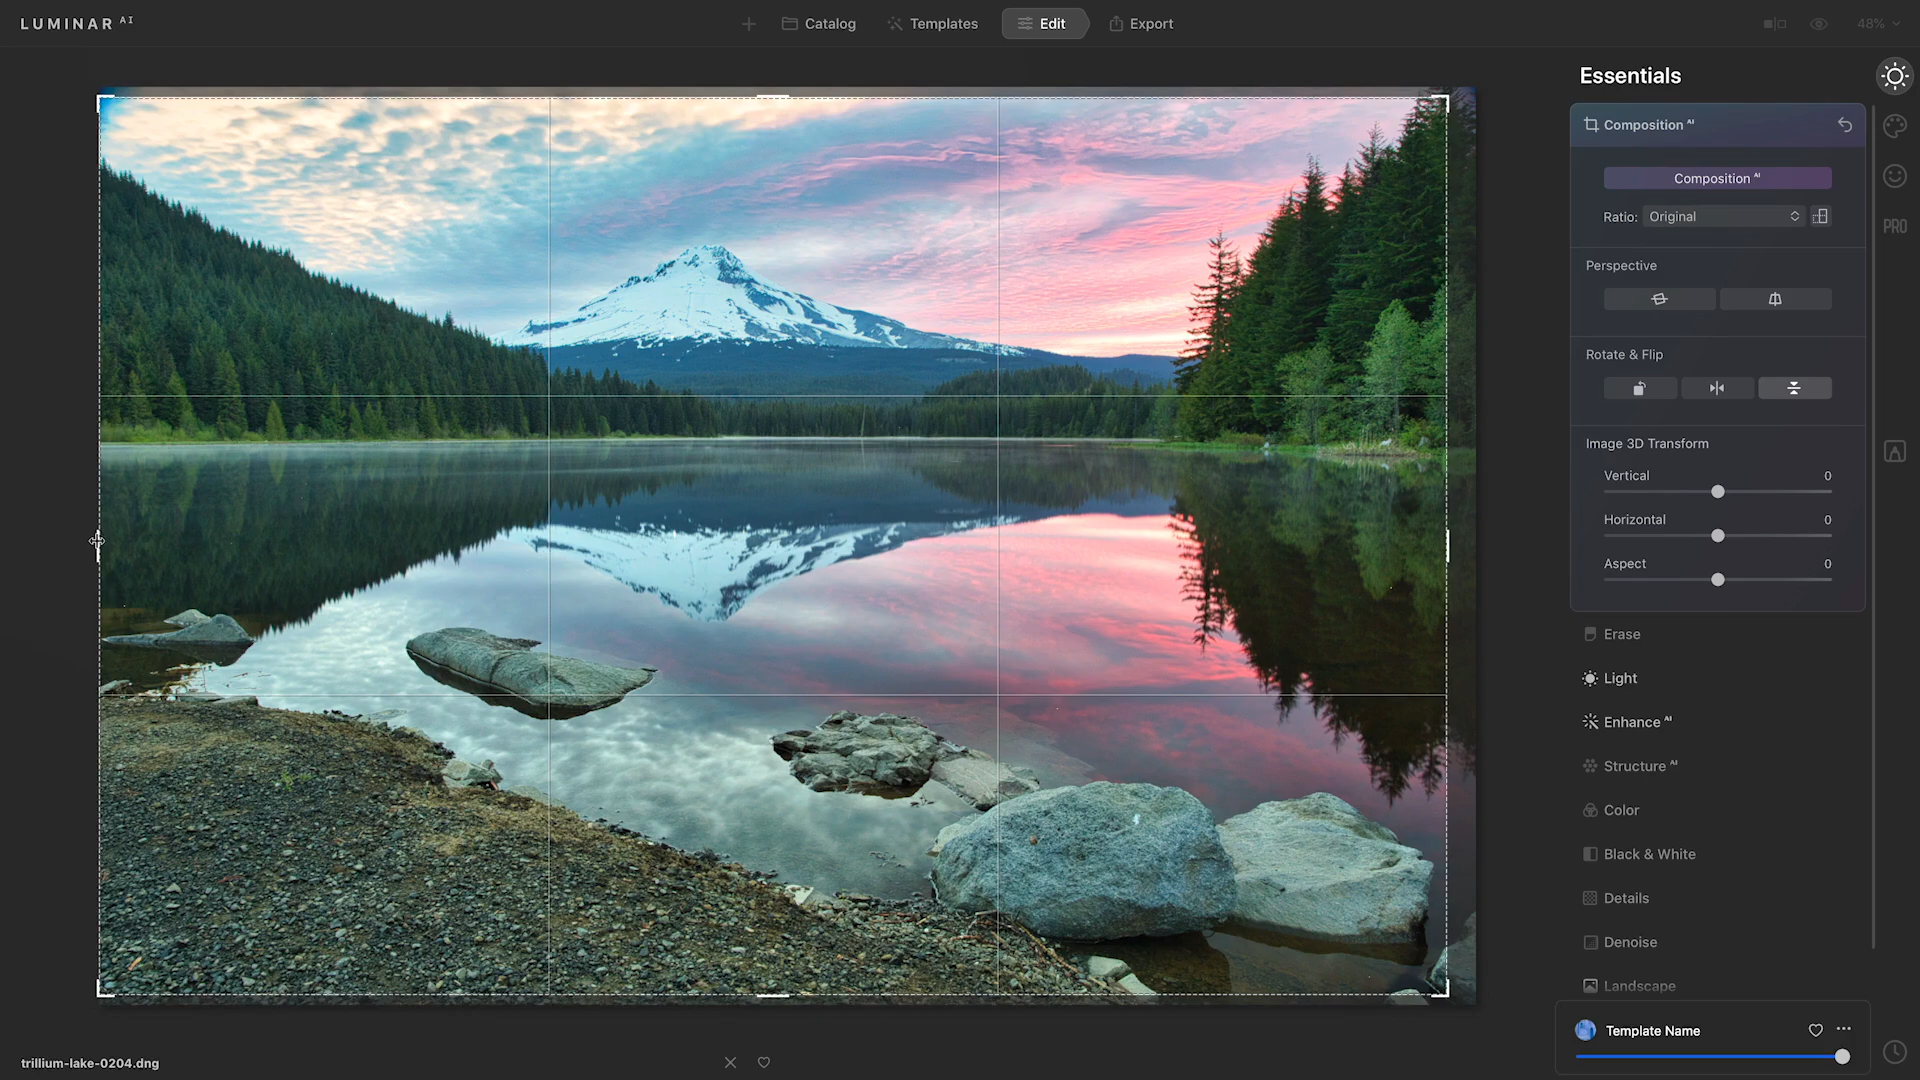 LUMINAR AI
Catalog
Templates
Edit
Export
48%
Essentials
Composition AI
Composition AI
Ratio: Original
Perspective
Rotate & Flip
Image 3D Transform
Vertical 0
Horizontal 0
Aspect 0
Erase
Light
Enhance AI
Structure AI
Color
Black & White
Details
Denoise
Landscape
PRO
Template Name
trillium-lake-0204.dng